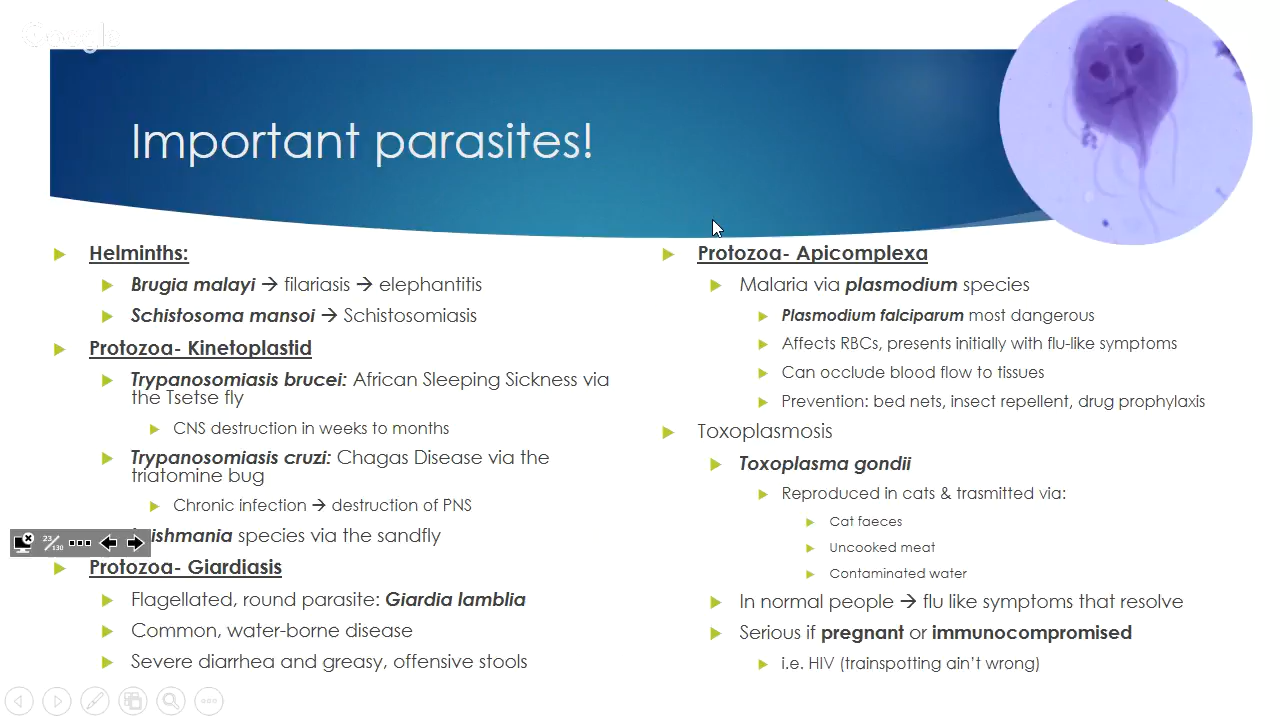 Google
Important parasites!
Helminths:
Brugia malayi → filariasis → elephantitis
Schistosoma mansoi → Schistosomiasis
Protozoa- Kinetoplastid
Trypanosomiasis brucei: African Sleeping Sickness via
the Tsetse fly
CNS destruction in weeks to months
Trypanosomiasis cruzi: Chagas Disease via the
triatomine bug
Chronic infection → destruction of PNS
ishmania species via the sandfly
23/130
Protozoa- Giardiasis
Flagellated, round parasite: Giardia lamblia
Common, water-borne disease
Severe diarrhea and greasy, offensive stools
Protozoa- Apicomplexa
Malaria via plasmodium species
Plasmodium falciparum most dangerous
Affects RBCs, presents initially with flu-like symptoms
Can occlude blood flow to tissues
Prevention: bed nets, insect repellent, drug prophylaxis
Toxoplasmosis
Toxoplasma gondii
Reproduced in cats & trasmitted via:
Cat faeces
Uncooked meat
Contaminated water
In normal people → flu like symptoms that resolve
Serious if pregnant or immunocompromised
i.e. HIV (trainspotting ain't wrong)